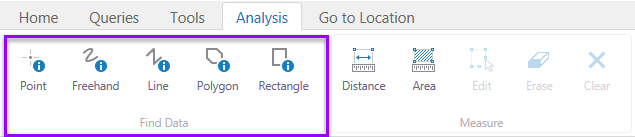 Home Queries Tools Analysis Go to Location
Point Freehand Line Polygon Rectangle Distance Area Edit Erase Clear
Find Data Measure